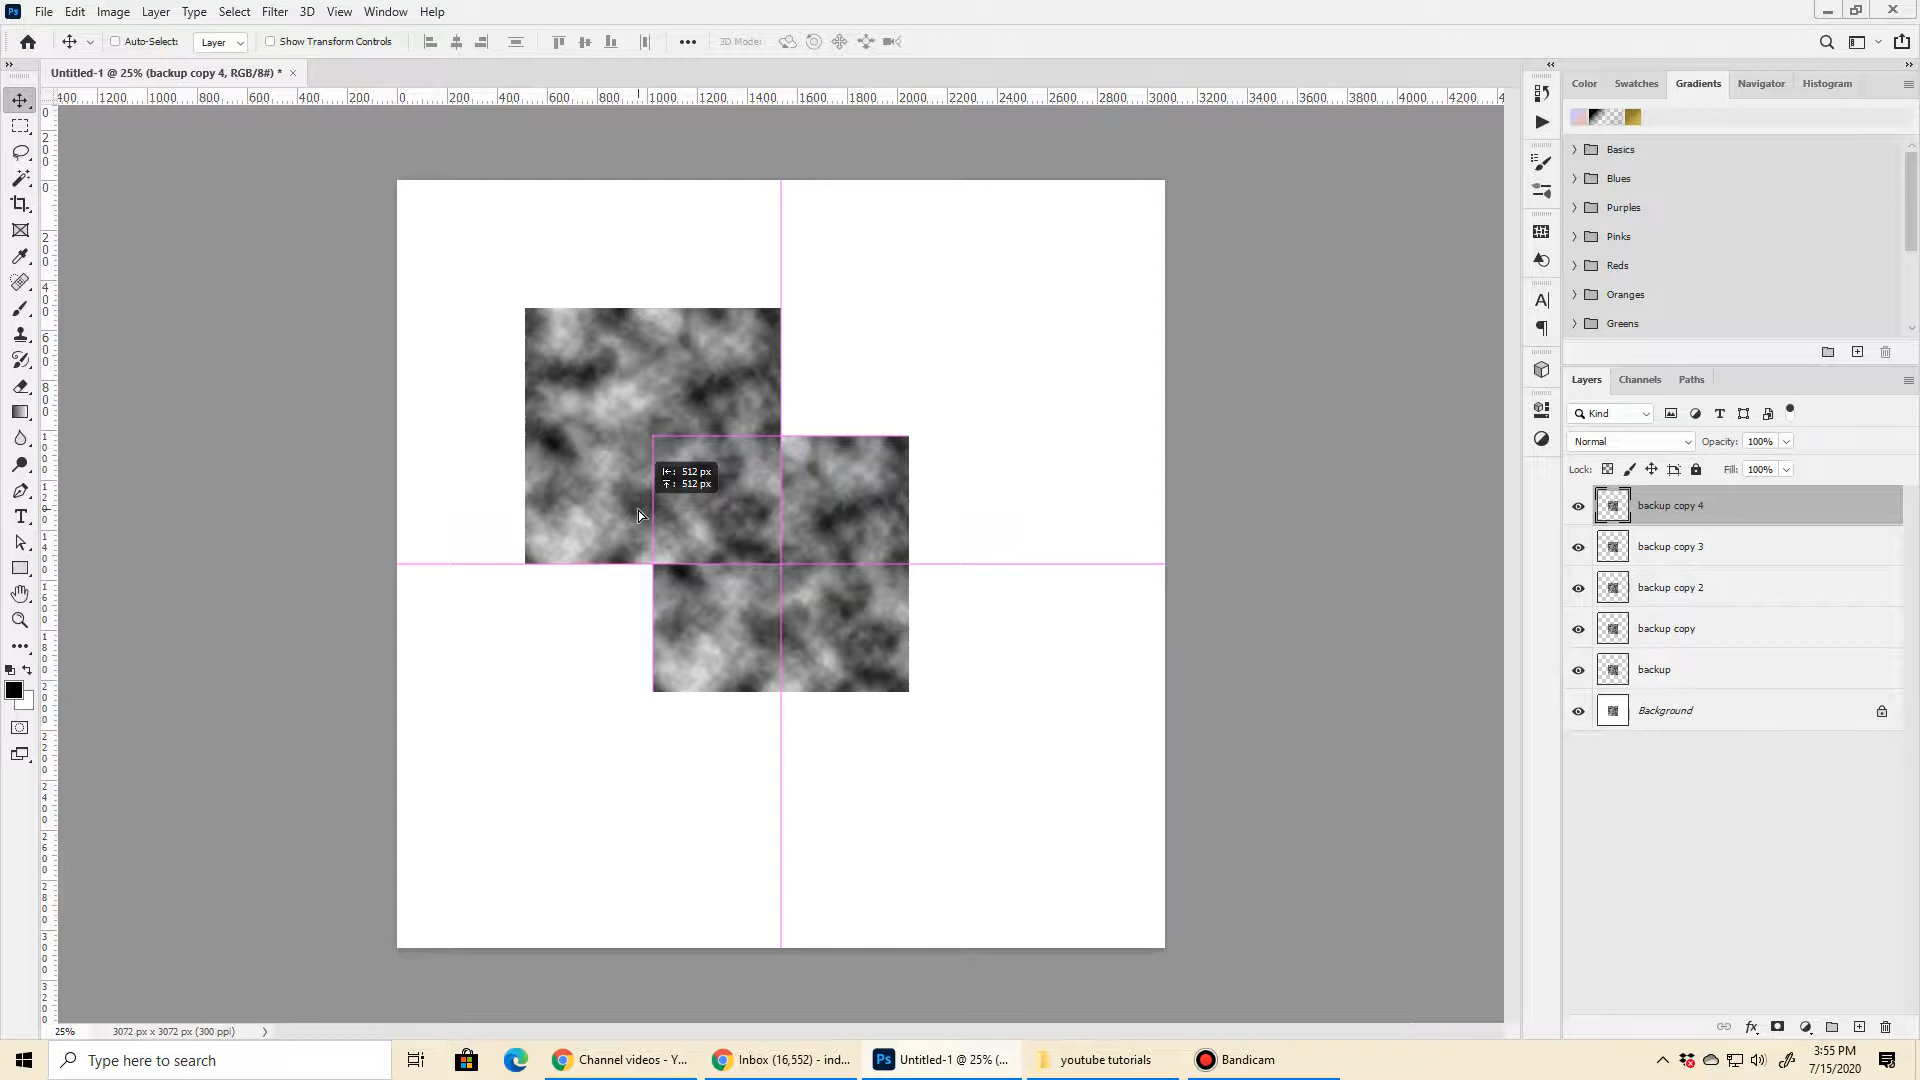 Ps File Edit Image Layer Type Select Filter 3D View Window Help
Auto-Select: Layer Show Transform Controls 3D Mode:
Untitled-1 @ 25% (backup copy 4, RGB/8#) *
400 1200 1000 800 600 400 200 0 200 400 600 800 1000 1200 1400 1600 1800 2000 2200 2400 2600 2800 3000 3200 3400 3600 3800 4000 4200
Color Swatches Gradients Navigator Histogram
Basics
Blues
Purples
Pinks
Reds
Oranges
Greens
Layers Channels Paths
Kind
Normal Opacity: 100%
Lock: Fill: 100%
backup copy 4
backup copy 3
backup copy 2
backup copy
backup
Background
512 px
512 px
25% 3072 px x 3072 px (300 ppi)
Type here to search
Channel videos - Y...
Inbox (16,552) - ind...
Ps Untitled-1 @ 25% (...
youtube tutorials
Bandicam
3:55 PM
7/15/2020